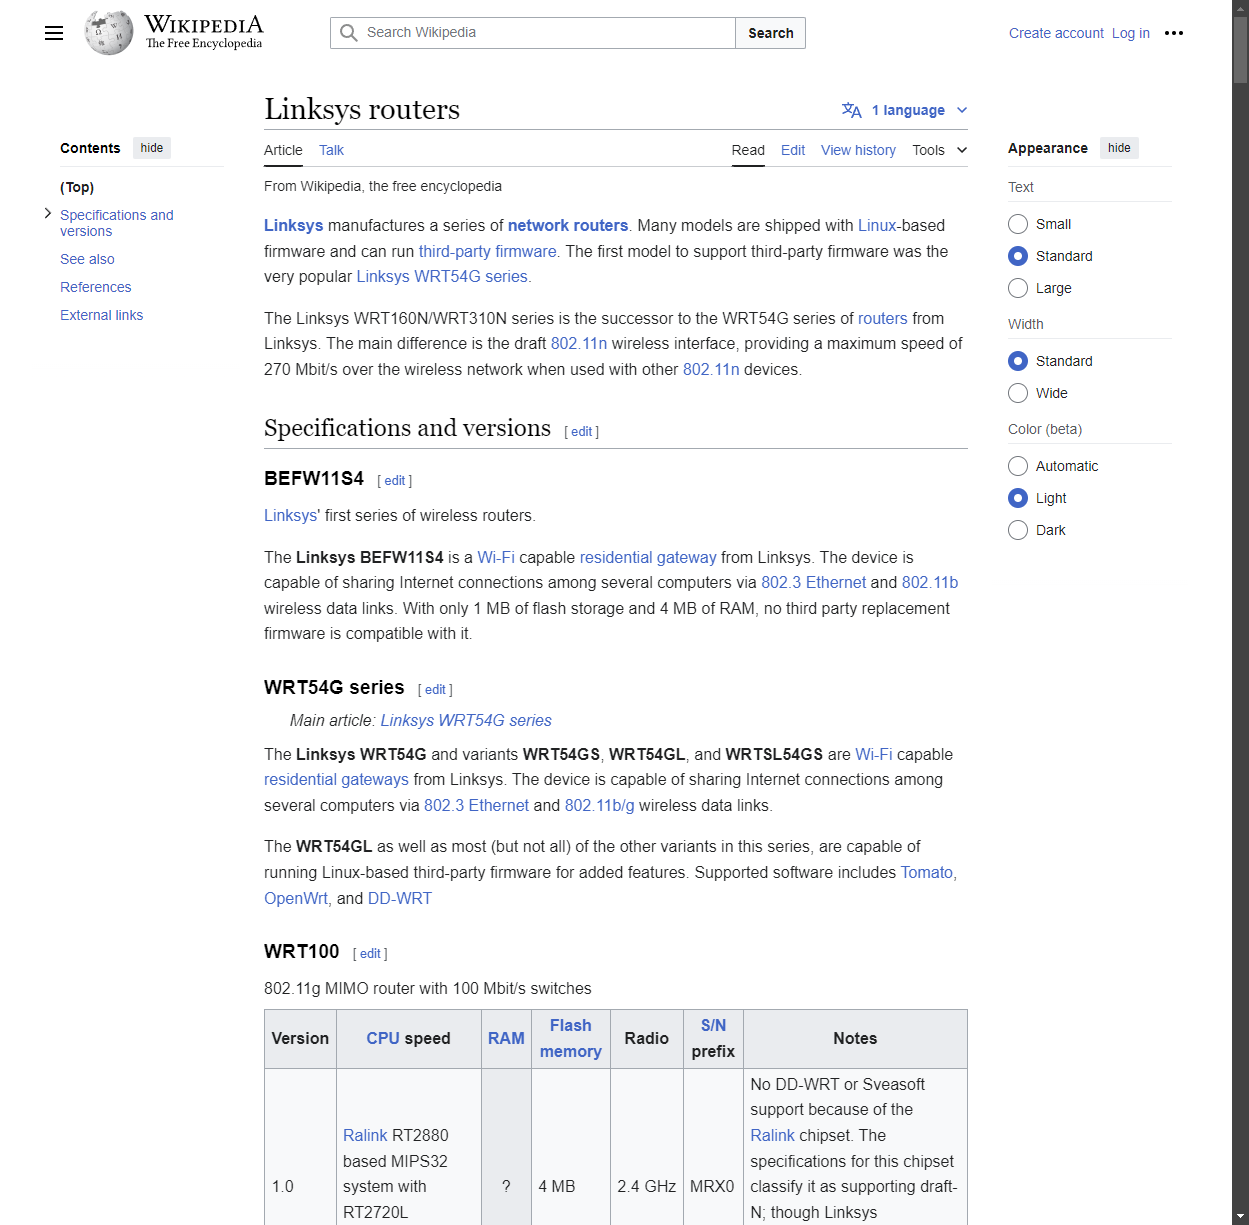 WIKIPEDIA
The Free Encyclopedia
Search Wikipedia
Search
Create account Log in
Contents hide
(Top)
Specifications and
versions
See also
References
External links
Linksys routers
1 language
Article Talk
Read Edit View history Tools
From Wikipedia, the free encyclopedia
Linksys manufactures a series of network routers. Many models are shipped with Linux-based
firmware and can run third-party firmware. The first model to support third-party firmware was the
very popular Linksys WRT54G series.
The Linksys WRT160N/WRT310N series is the successor to the WRT54G series of routers from
Linksys. The main difference is the draft 802.11n wireless interface, providing a maximum speed of
270 Mbit/s over the wireless network when used with other 802.11n devices.
Specifications and versions [ edit ]
BEFW11S4 [ edit ]
Linksys' first series of wireless routers.
The Linksys BEFW11S4 is a Wi-Fi capable residential gateway from Linksys. The device is
capable of sharing Internet connections among several computers via 802.3 Ethernet and 802.11b
wireless data links. With only 1 MB of flash storage and 4 MB of RAM, no third party replacement
firmware is compatible with it.
WRT54G series [ edit ]
Main article: Linksys WRT54G series
The Linksys WRT54G and variants WRT54GS, WRT54GL, and WRTSL54GS are Wi-Fi capable
residential gateways from Linksys. The device is capable of sharing Internet connections among
several computers via 802.3 Ethernet and 802.11b/g wireless data links.
The WRT54GL as well as most (but not all) of the other variants in this series, are capable of
running Linux-based third-party firmware for added features. Supported software includes Tomato,
OpenWrt, and DD-WRT
WRT100 [ edit ]
802.11g MIMO router with 100 Mbit/s switches
Version
CPU speed
RAM
Flash
memory
Radio
S/N
prefix
Notes
1.0
Ralink RT2880
based MIPS32
system with
RT2720L
?
4 MB
2.4 GHz
MRX0
No DD-WRT or Sveasoft
support because of the
Ralink chipset. The
specifications for this chipset
classify it as supporting draft-
N; though Linksys
Appearance hide
Text
Small
Standard
Large
Width
Standard
Wide
Color (beta)
Automatic
Light
Dark